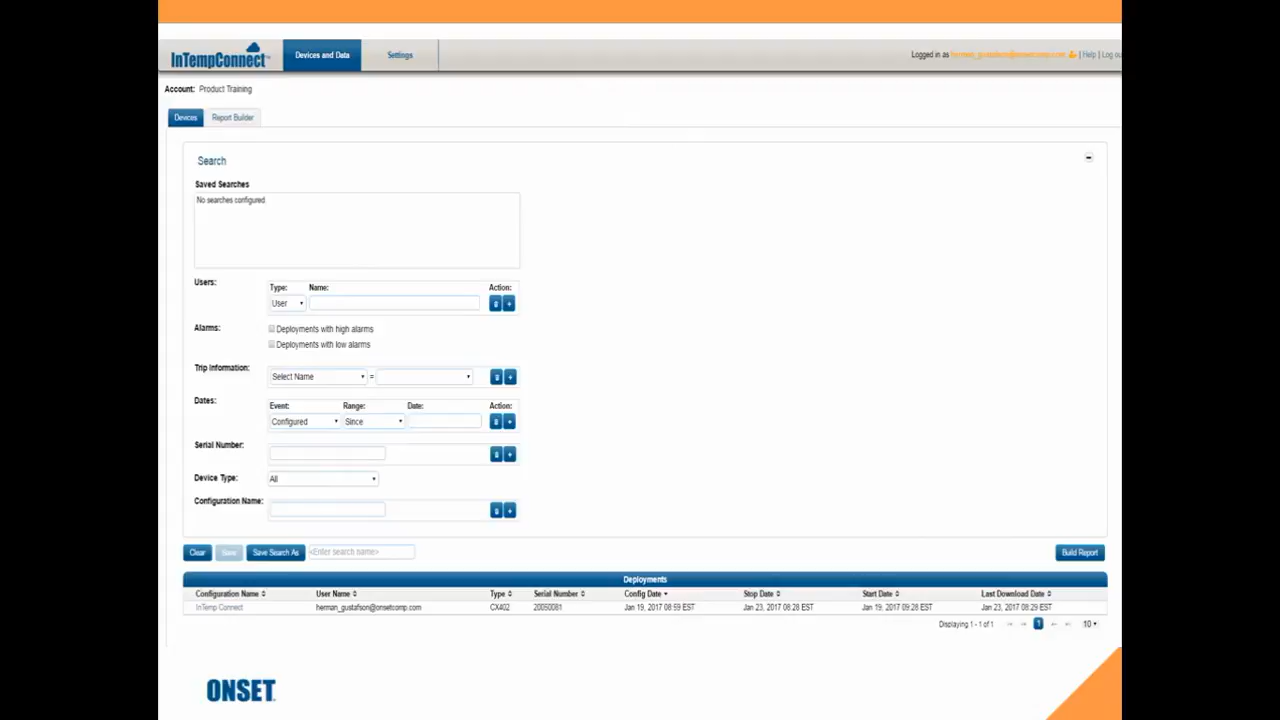 InTempConnect Devices and Data Settings Logged in as | Help | Log ou
Account: Product Training
Devices Report Builder
Search
Saved Searches
No searches configured
Users: Type: Name: Action:
User
Alarms: Deployments with high alarms
Deployments with low alarms
Trip Information: Select Name =
Dates: Event: Range: Date: Action:
Configured Since
Serial Number:
Device Type: All
Configuration Name:
Clear Save Save Search As <Enter search name> Build Report
Deployments
Configuration Name User Name Type Serial Number Config Date Stop Date Start Date Last Download Date
InTemp Connect herman_gustafson@onsetcomp.com CX402 20050081 Jan 19, 2017 08:59 EST Jan 23, 2017 08:28 EST Jan 19, 2017 09:28 EST Jan 23, 2017 08:29 EST
Displaying 1 - 1 of 1 1 10
ONSET